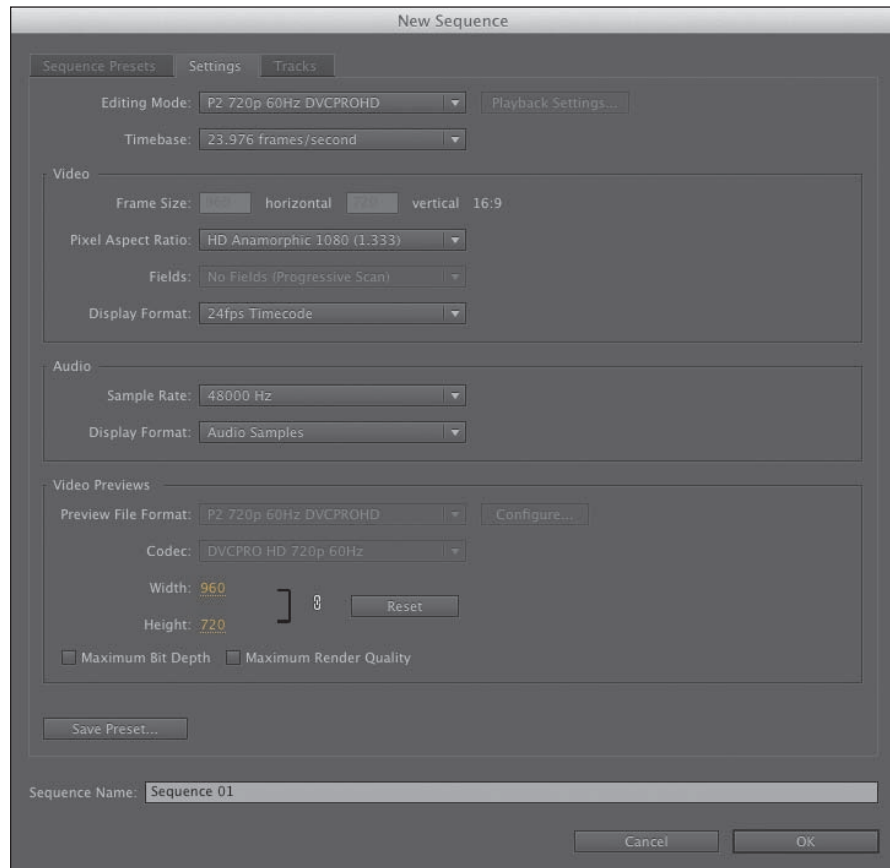 New Sequence
Sequence Presets Settings Tracks
Editing Mode: P2 720p 60Hz DVCPROHD Playback Settings...
Timebase: 23.976 frames/second
Video
Frame Size: 960 horizontal 720 vertical 16:9
Pixel Aspect Ratio: HD Anamorphic 1080 (1.333)
Fields: No Fields (Progressive Scan)
Display Format: 24fps Timecode
Audio
Sample Rate: 48000 Hz
Display Format: Audio Samples
Video Previews
Preview File Format: P2 720p 60Hz DVCPROHD Configure...
Codec: DVCPRO HD 720p 60Hz
Width: 960
Reset
Height: 720
Maximum Bit Depth Maximum Render Quality
Save Preset...
Sequence Name: Sequence 01
Cancel OK